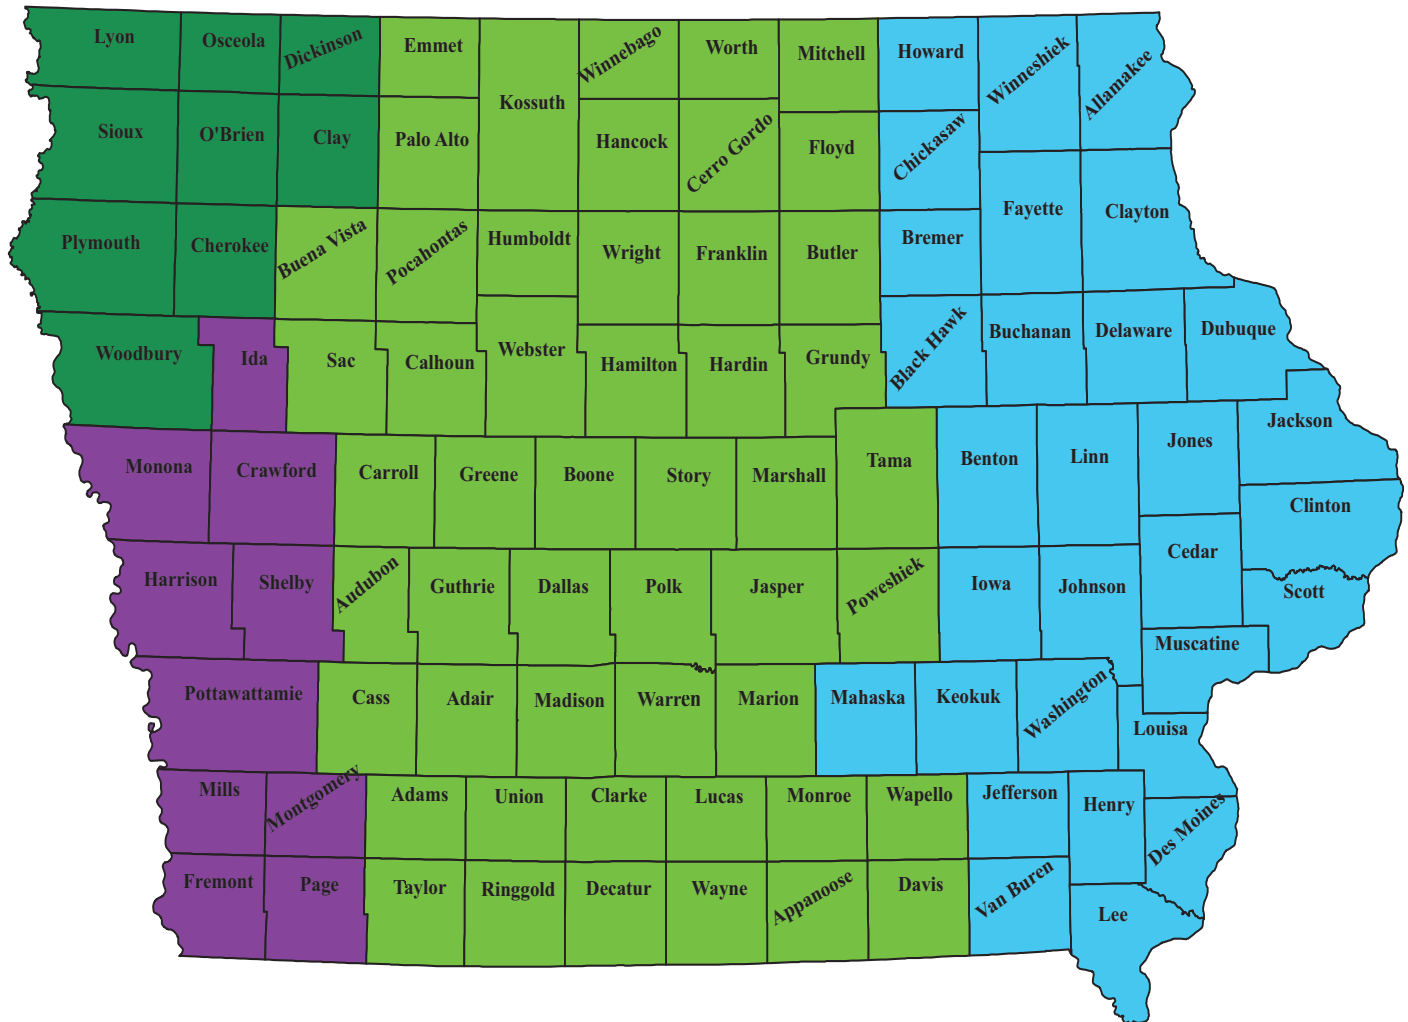 Lyon
Osceola
Dickinson
Emmet
Kossuth
Winnebago
Worth
Mitchell
Howard
Winneshiek
Allamakee
Sioux
O'Brien
Clay
Palo Alto
Hancock
Cerro Gordo
Floyd
Chickasaw
Fayette
Clayton
Plymouth
Cherokee
Buena Vista
Pocahontas
Humboldt
Wright
Franklin
Butler
Bremer
Woodbury
Ida
Sac
Calhoun
Webster
Hamilton
Hardin
Grundy
Black Hawk
Buchanan
Delaware
Dubuque
Monona
Crawford
Carroll
Greene
Boone
Story
Marshall
Tama
Benton
Linn
Jones
Jackson
Clinton
Cedar
Harrison
Shelby
Audubon
Guthrie
Dallas
Polk
Jasper
Poweshiek
Iowa
Johnson
Scott
Muscatine
Pottawattamie
Cass
Adair
Madison
Warren
Marion
Mahaska
Keokuk
Washington
Louisa
Mills
Montgomery
Adams
Union
Clarke
Lucas
Monroe
Wapello
Jefferson
Henry
Des Moines
Fremont
Page
Taylor
Ringgold
Decatur
Wayne
Appanoose
Davis
Van Buren
Lee